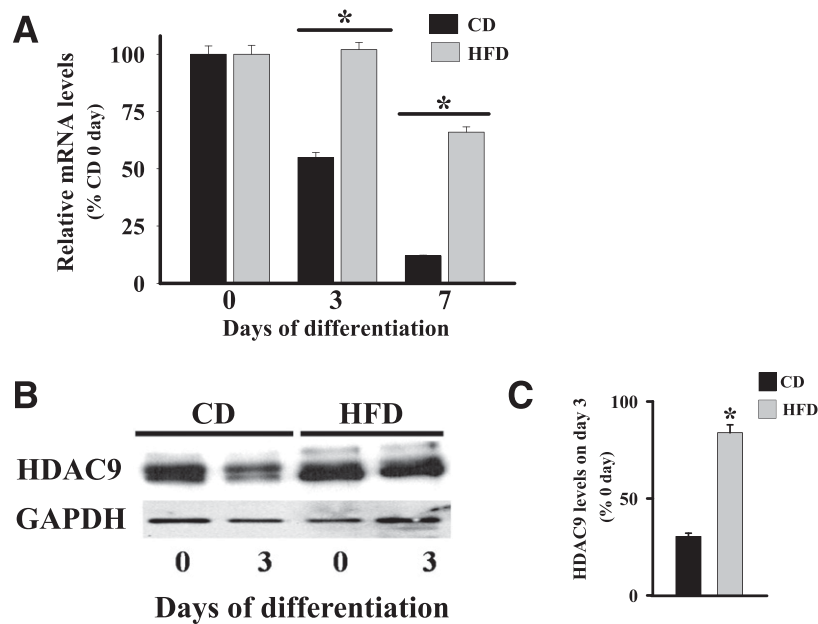 A
Relative mRNA levels
(% CD 0 day)
100
75
50
25
0
*
*
CD
HFD
0 3 7
Days of differentiation
B
CD HFD
HDAC9
GAPDH
0 3 0 3
Days of differentiation
C
HDAC9 levels on day 3
(% 0 day)
100
50
0
*
CD
HFD